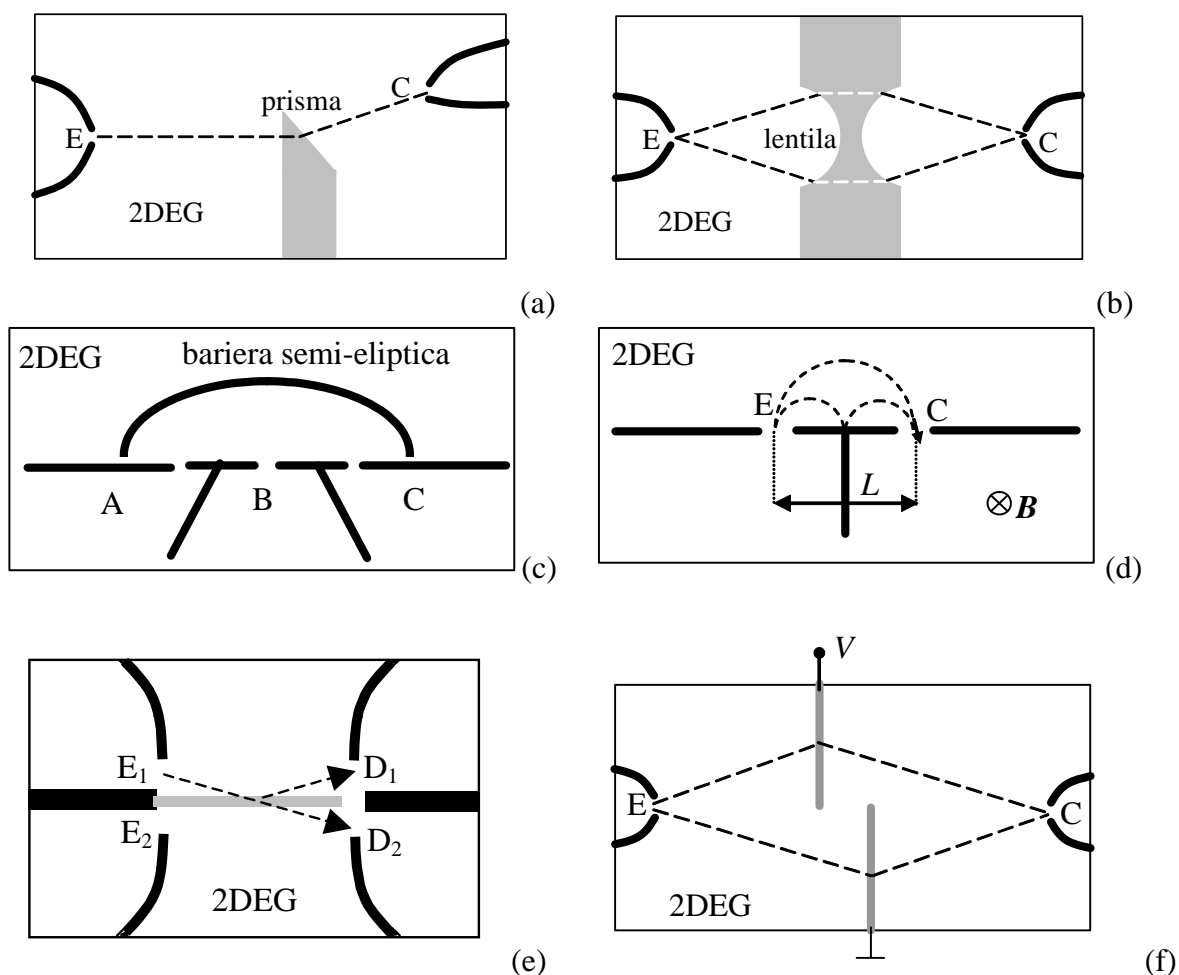 prisma
C
E
2DEG
(a)
E
lentila
C
2DEG
(b)
2DEG
bariera semi-eliptica
A
B
C
(c)
2DEG
E
C
L
⊗B
(d)
E1
D1
E2
D2
2DEG
(e)
V
E
C
2DEG
(f)